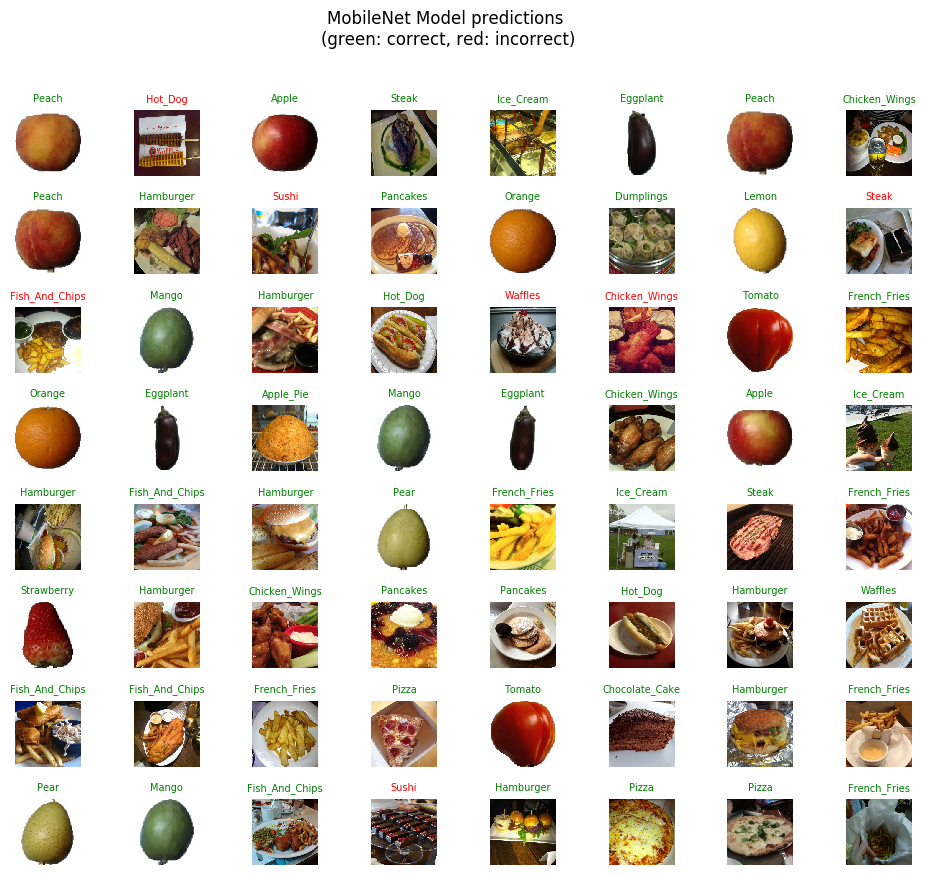 MobileNet Model predictions
(green: correct, red: incorrect)
Peach Hot_Dog Apple Steak Ice_Cream Eggplant Peach Chicken_Wings
Peach Hamburger Sushi Pancakes Orange Dumplings Lemon Steak
Fish_And_Chips Mango Hamburger Hot_Dog Waffles Chicken_Wings Tomato French_Fries
Orange Eggplant Apple_Pie Mango Eggplant Chicken_Wings Apple Ice_Cream
Hamburger Fish_And_Chips Hamburger Pear French_Fries Ice_Cream Steak French_Fries
Strawberry Hamburger Chicken_Wings Pancakes Pancakes Hot_Dog Hamburger Waffles
Fish_And_Chips Fish_And_Chips French_Fries Pizza Tomato Chocolate_Cake Hamburger French_Fries
Pear Mango Fish_And_Chips Sushi Hamburger Pizza Pizza French_Fries